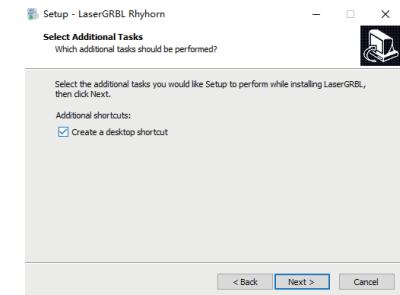 Setup - LaserGRBL Rhyhorn
Select Additional Tasks
Which additional tasks should be performed?
Select the additional tasks you would like Setup to perform while installing LaserGRBL,
then click Next.
Additional shortcuts:
Create a desktop shortcut
< Back
Next >
Cancel